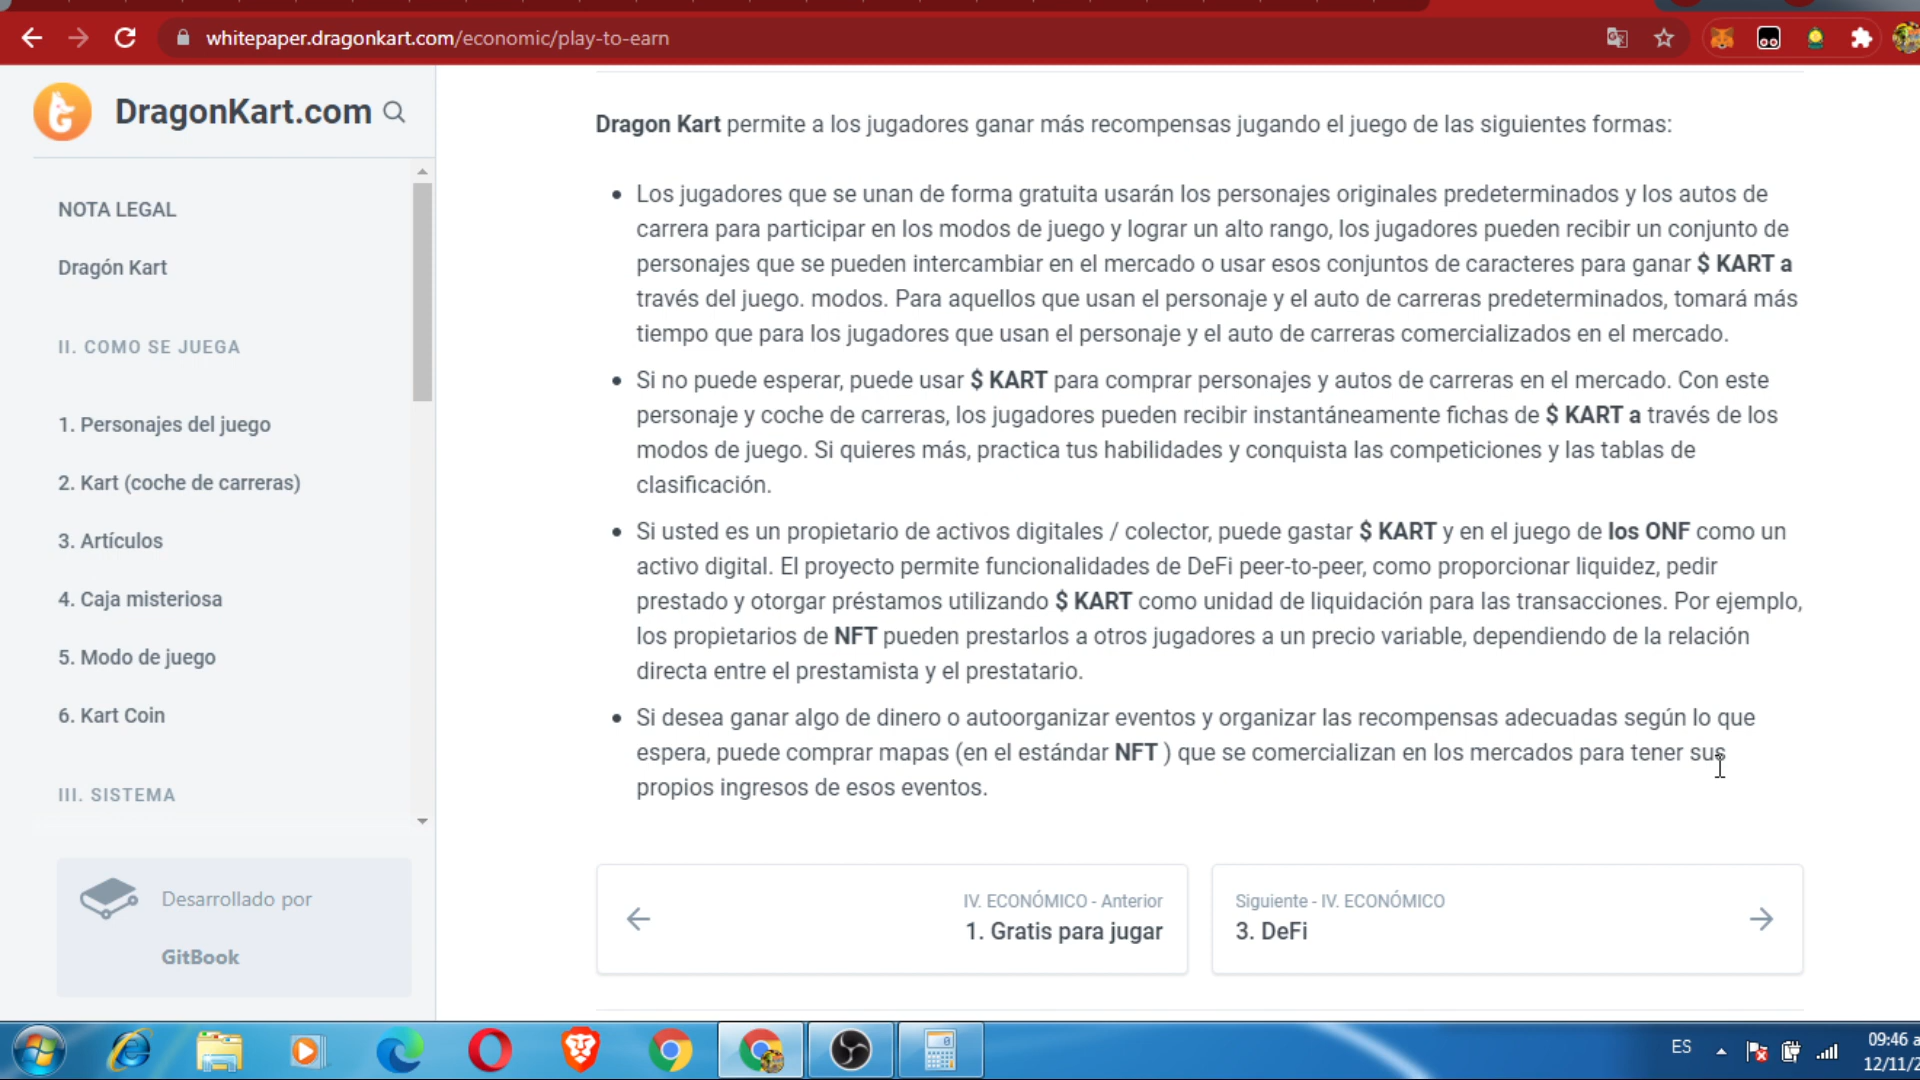 whitepaper.dragonkart.com/economic/play-to-earn
DragonKart.com
NOTA LEGAL
Dragón Kart
II. COMO SE JUEGA
1. Personajes del juego
2. Kart (coche de carreras)
3. Artículos
4. Caja misteriosa
5. Modo de juego
6. Kart Coin
III. SISTEMA
Desarrollado por
GitBook
Dragon Kart permite a los jugadores ganar más recompensas jugando el juego de las siguientes formas:
Los jugadores que se unan de forma gratuita usarán los personajes originales predeterminados y los autos de
carrera para participar en los modos de juego y lograr un alto rango, los jugadores pueden recibir un conjunto de
personajes que se pueden intercambiar en el mercado o usar esos conjuntos de caracteres para ganar $ KART a
través del juego. modos. Para aquellos que usan el personaje y el auto de carreras predeterminados, tomará más
tiempo que para los jugadores que usan el personaje y el auto de carreras comercializados en el mercado.
Si no puede esperar, puede usar $ KART para comprar personajes y autos de carreras en el mercado. Con este
personaje y coche de carreras, los jugadores pueden recibir instantáneamente fichas de $ KART a través de los
modos de juego. Si quieres más, practica tus habilidades y conquista las competiciones y las tablas de
clasificación.
Si usted es un propietario de activos digitales / colector, puede gastar $ KART y en el juego de los ONF como un
activo digital. El proyecto permite funcionalidades de DeFi peer-to-peer, como proporcionar liquidez, pedir
prestado y otorgar préstamos utilizando $ KART como unidad de liquidación para las transacciones. Por ejemplo,
los propietarios de NFT pueden prestarlos a otros jugadores a un precio variable, dependiendo de la relación
directa entre el prestamista y el prestatario.
Si desea ganar algo de dinero o autoorganizar eventos y organizar las recompensas adecuadas según lo que
espera, puede comprar mapas (en el estándar NFT ) que se comercializan en los mercados para tener sus
propios ingresos de esos eventos.
IV. ECONÓMICO - Anterior
1. Gratis para jugar
Siguiente - IV. ECONÓMICO
3. DeFi
ES
09:46 a
12/11/2